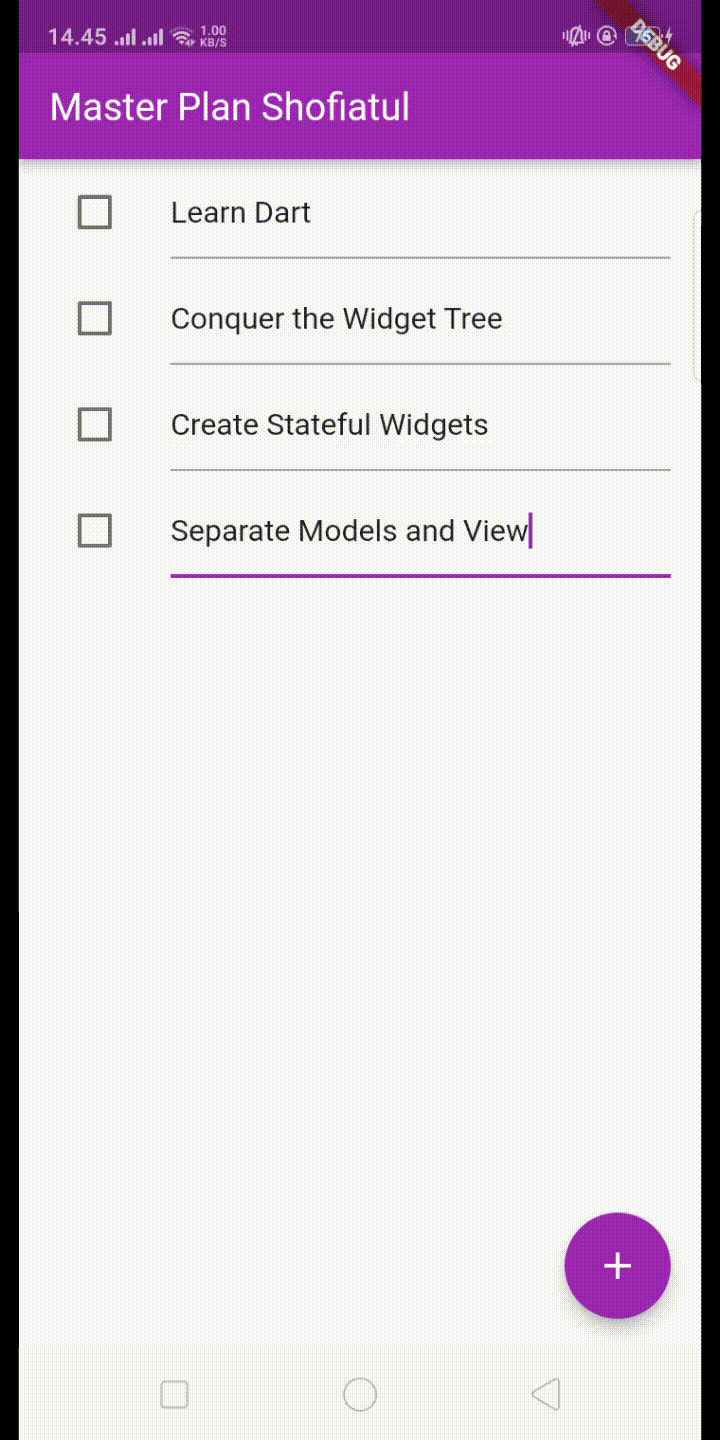 14.45
1.00
KB/S
DEBUG
Master Plan Shofiatul
Learn Dart
Conquer the Widget Tree
Create Stateful Widgets
Separate Models and View